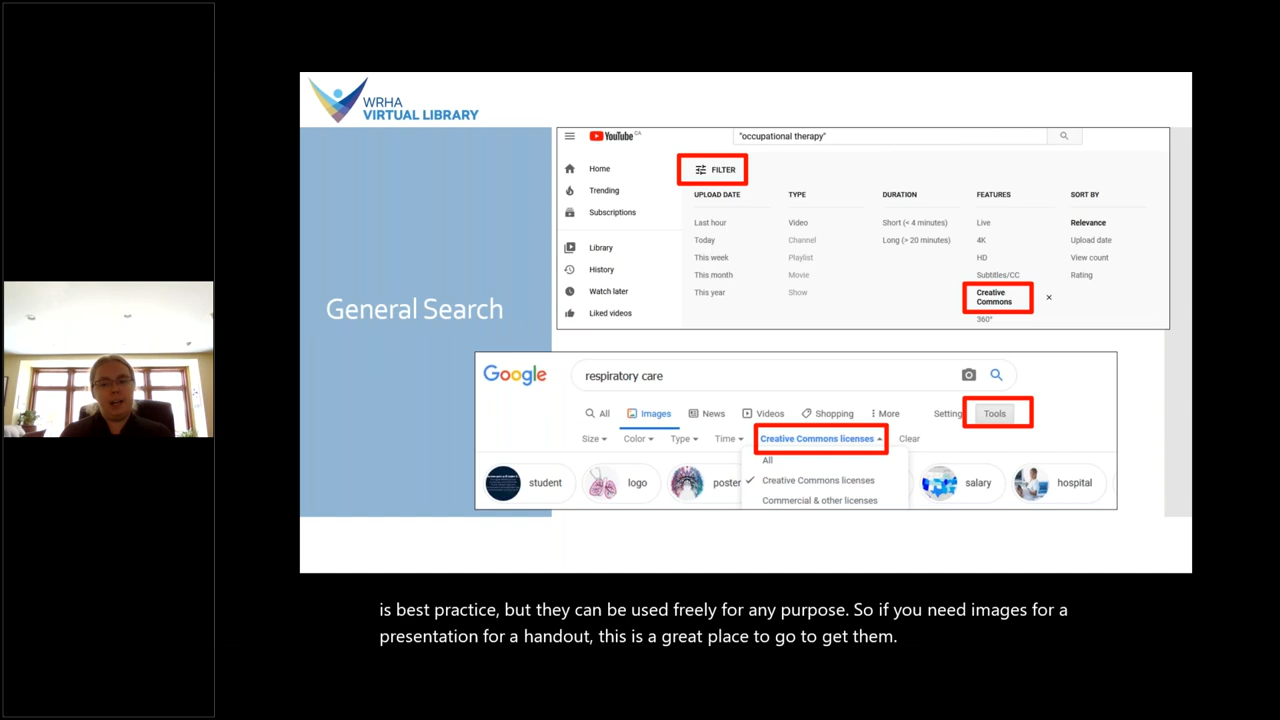 WRHA
VIRTUAL LIBRARY
General Search
YouTube CA
"occupational therapy"
Home
Trending
Subscriptions
Library
History
Watch later
Liked videos
FILTER
UPLOAD DATE
Last hour
Today
This week
This month
This year
TYPE
Video
Channel
Playlist
Movie
Show
DURATION
Short (< 4 minutes)
Long (> 20 minutes)
FEATURES
Live
4K
HD
Subtitles/CC
Creative
Commons
360°
SORT BY
Relevance
Upload date
View count
Rating
Google
respiratory care
All Images News Videos Shopping More Setting Tools
Size Color Type Time Creative Commons licenses Clear
All
Creative Commons licenses
Commercial & other licenses
student logo poster salary hospital
is best practice, but they can be used freely for any purpose. So if you need images for a
presentation for a handout, this is a great place to go to get them.